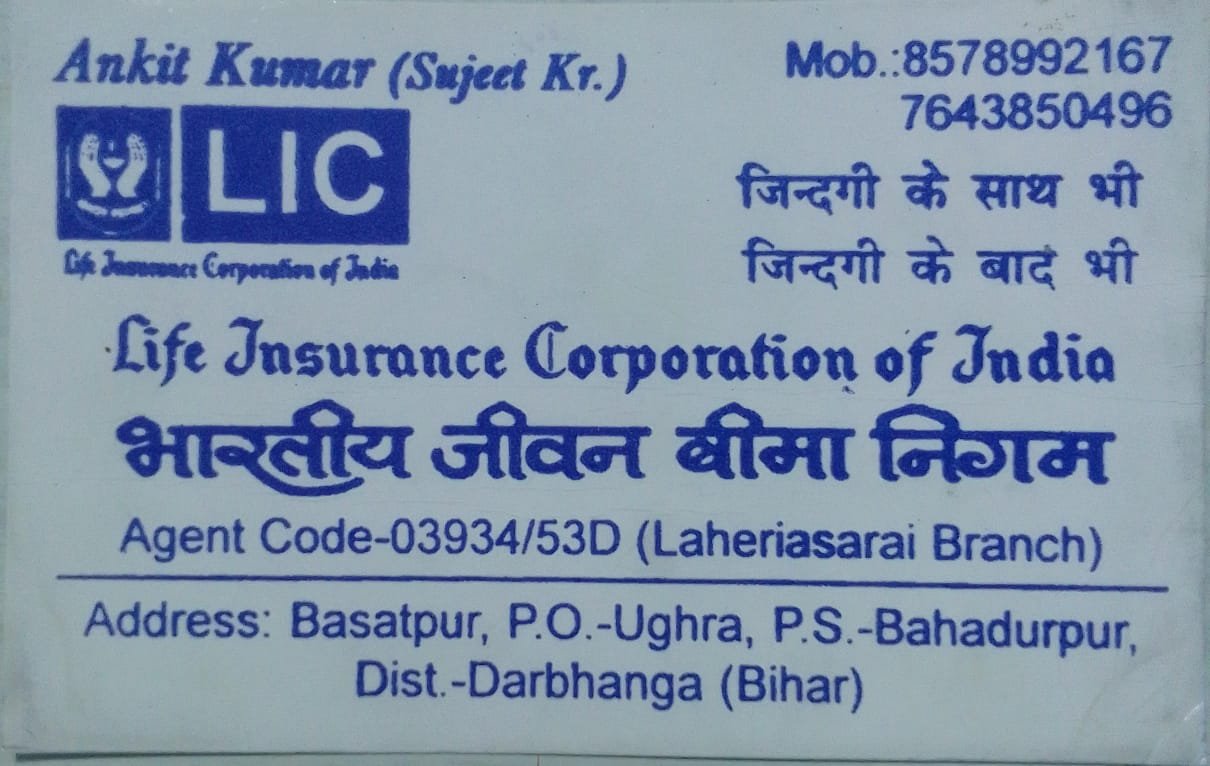 Ankit Kumar (Sujeet Kr.)
Mob.:8578992167
7643850496
LIC
Life Insurance Corporation of India
जिन्दगी के साथ भी
जिन्दगी के बाद भी
Life Insurance Corporation of India
भारतीय जीवन बीमा निगम
Agent Code-03934/53D (Laheriasarai Branch)
Address: Basatpur, P.O.-Ughra, P.S.-Bahadurpur,
Dist.-Darbhanga (Bihar)